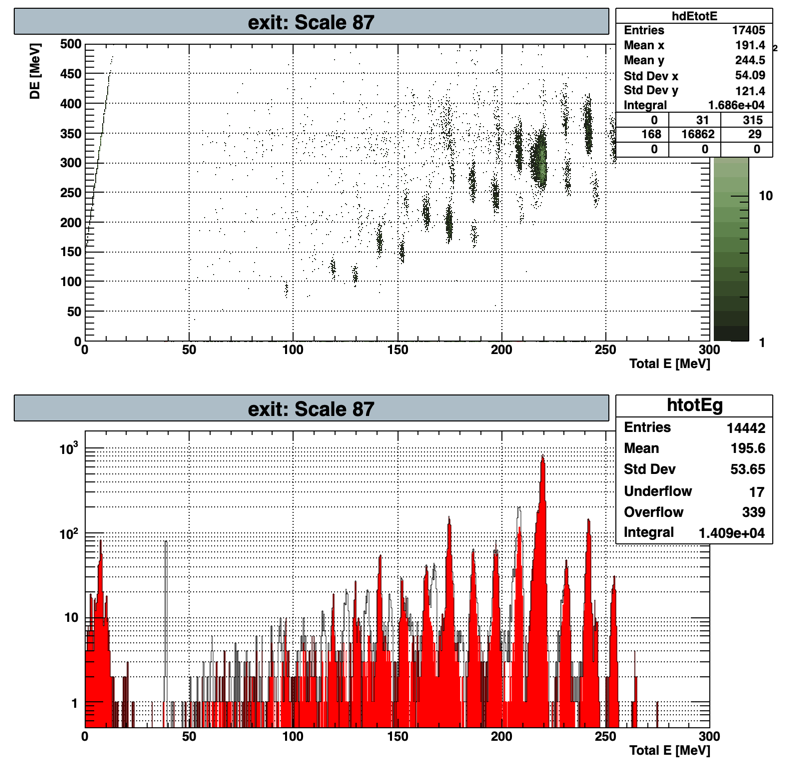 exit: Scale 87
hdEtotE
Entries 17405
Mean x 191.4
Mean y 244.5
Std Dev x 54.09
Std Dev y 121.4
Integral 1.686e+04
0 31 315
168 16862 29
0 0 0
2
DE [MeV]
500
450
400
350
300
250
200
150
100
50
0
10
1
0 50 100 150 200 250 300
Total E [MeV]
exit: Scale 87
htotEg
Entries 14442
Mean 195.6
Std Dev 53.65
Underflow 17
Overflow 339
Integral 1.409e+04
10³
10²
10
1
0 50 100 150 200 250 300
Total E [MeV]